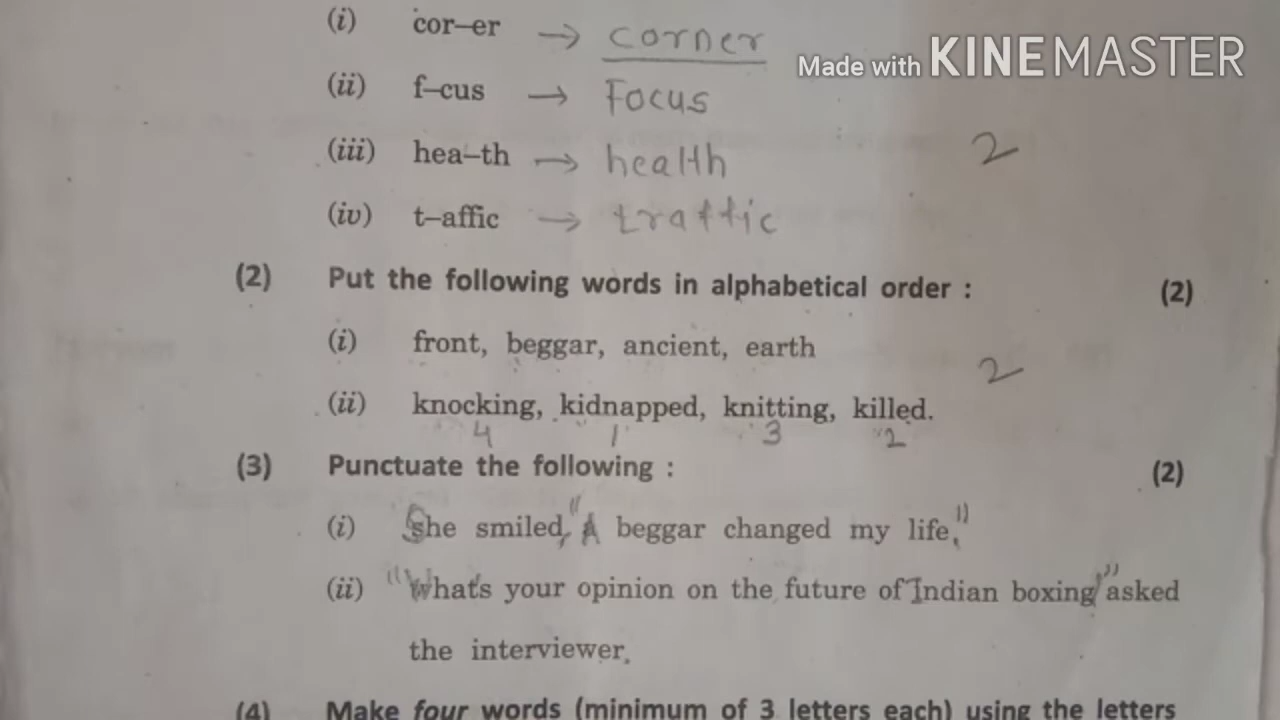 (i) cor–er → corner
Made with KINEMASTER
(ii) f–cus → Focus
(iii) hea–th → health
2
(iv) t–affic → traffic
(2) Put the following words in alphabetical order : (2)
(i) front, beggar, ancient, earth
2
(ii) knocking, kidnapped, knitting, killed.
4 1 3 2
(3) Punctuate the following : (2)
(i) She smiled, "A beggar changed my life."
(ii) "What's your opinion on the future of Indian boxing?" asked
the interviewer.
(4) Make four words (minimum of 3 letters each) using the letters